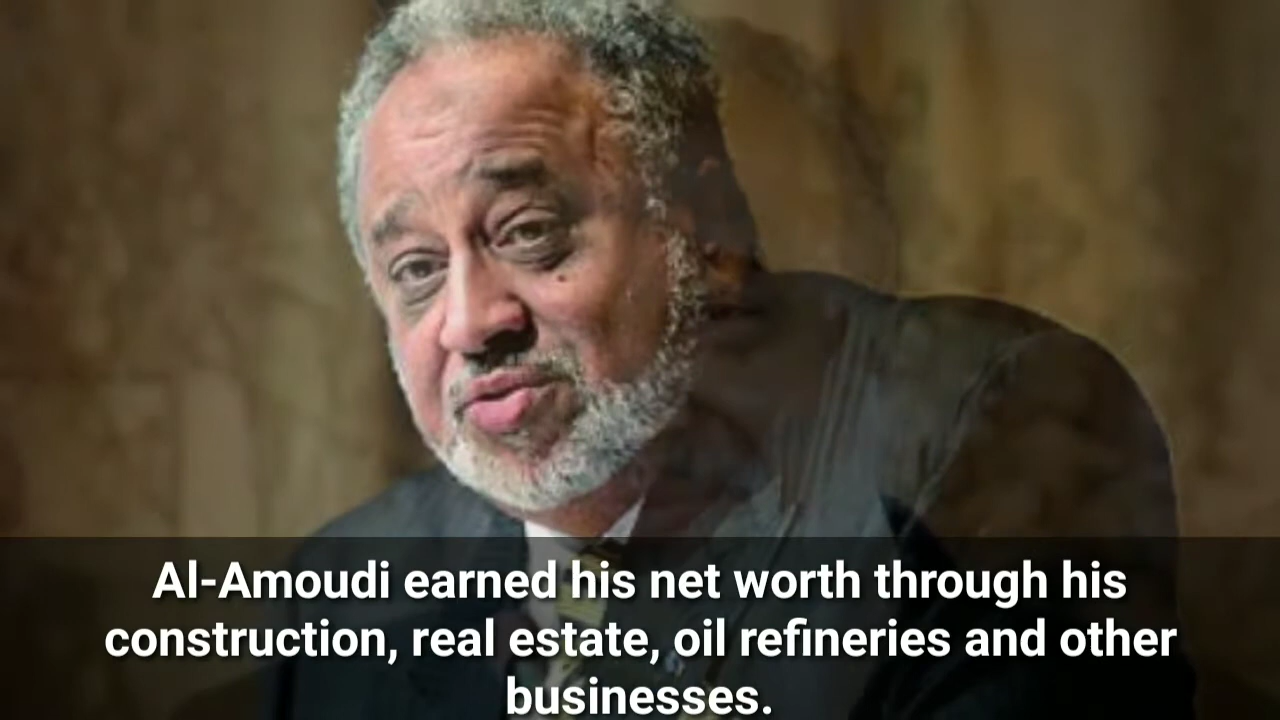 Al-Amoudi earned his net worth through his
construction, real estate, oil refineries and other
businesses.